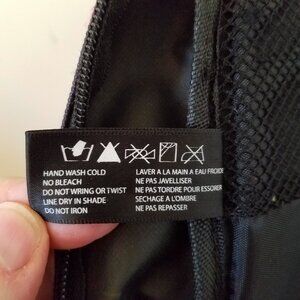 HAND WASH COLD
NO BLEACH
DO NOT WRING OR TWIST
LINE DRY IN SHADE
DO NOT IRON
LAVER A LA MAIN A EAU FROIDE
NE PAS JAVELLISER
NE PAS TORDRE POUR ESSORER
SECHAGE A L'OMBRE
NE PAS REPASSER